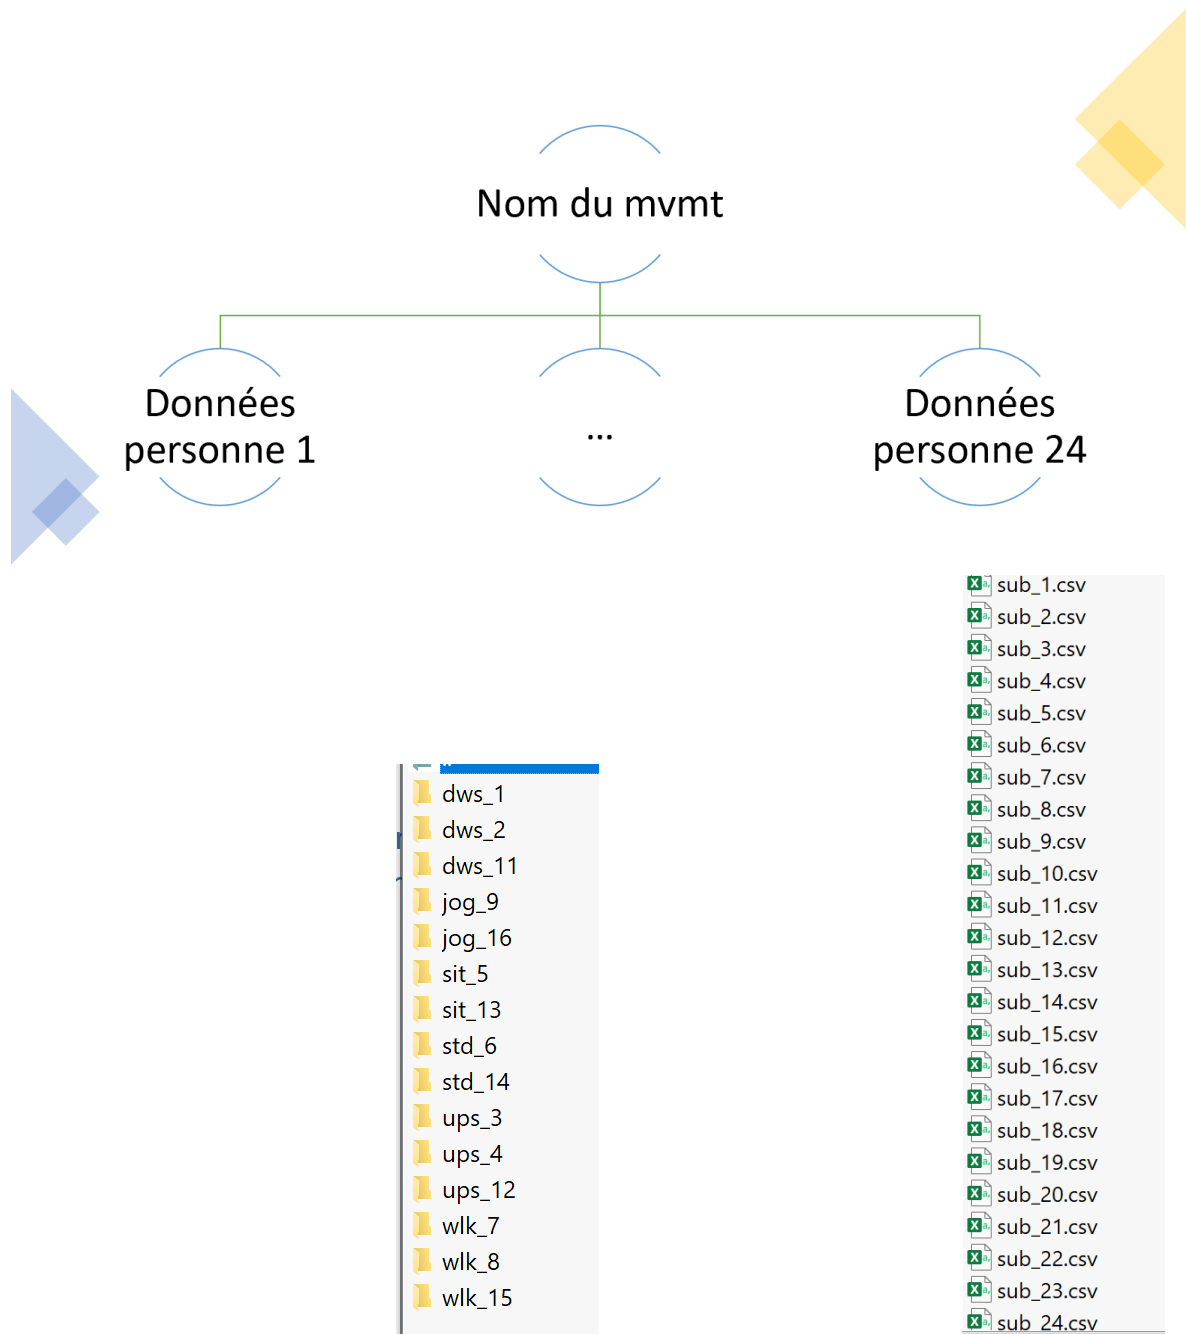 Nom du mvmt
Données
personne 1
...
Données
personne 24
dws_1
dws_2
dws_11
jog_9
jog_16
sit_5
sit_13
std_6
std_14
ups_3
ups_4
ups_12
wlk_7
wlk_8
wlk_15
sub_1.csv
sub_2.csv
sub_3.csv
sub_4.csv
sub_5.csv
sub_6.csv
sub_7.csv
sub_8.csv
sub_9.csv
sub_10.csv
sub_11.csv
sub_12.csv
sub_13.csv
sub_14.csv
sub_15.csv
sub_16.csv
sub_17.csv
sub_18.csv
sub_19.csv
sub_20.csv
sub_21.csv
sub_22.csv
sub_23.csv
sub_24.csv